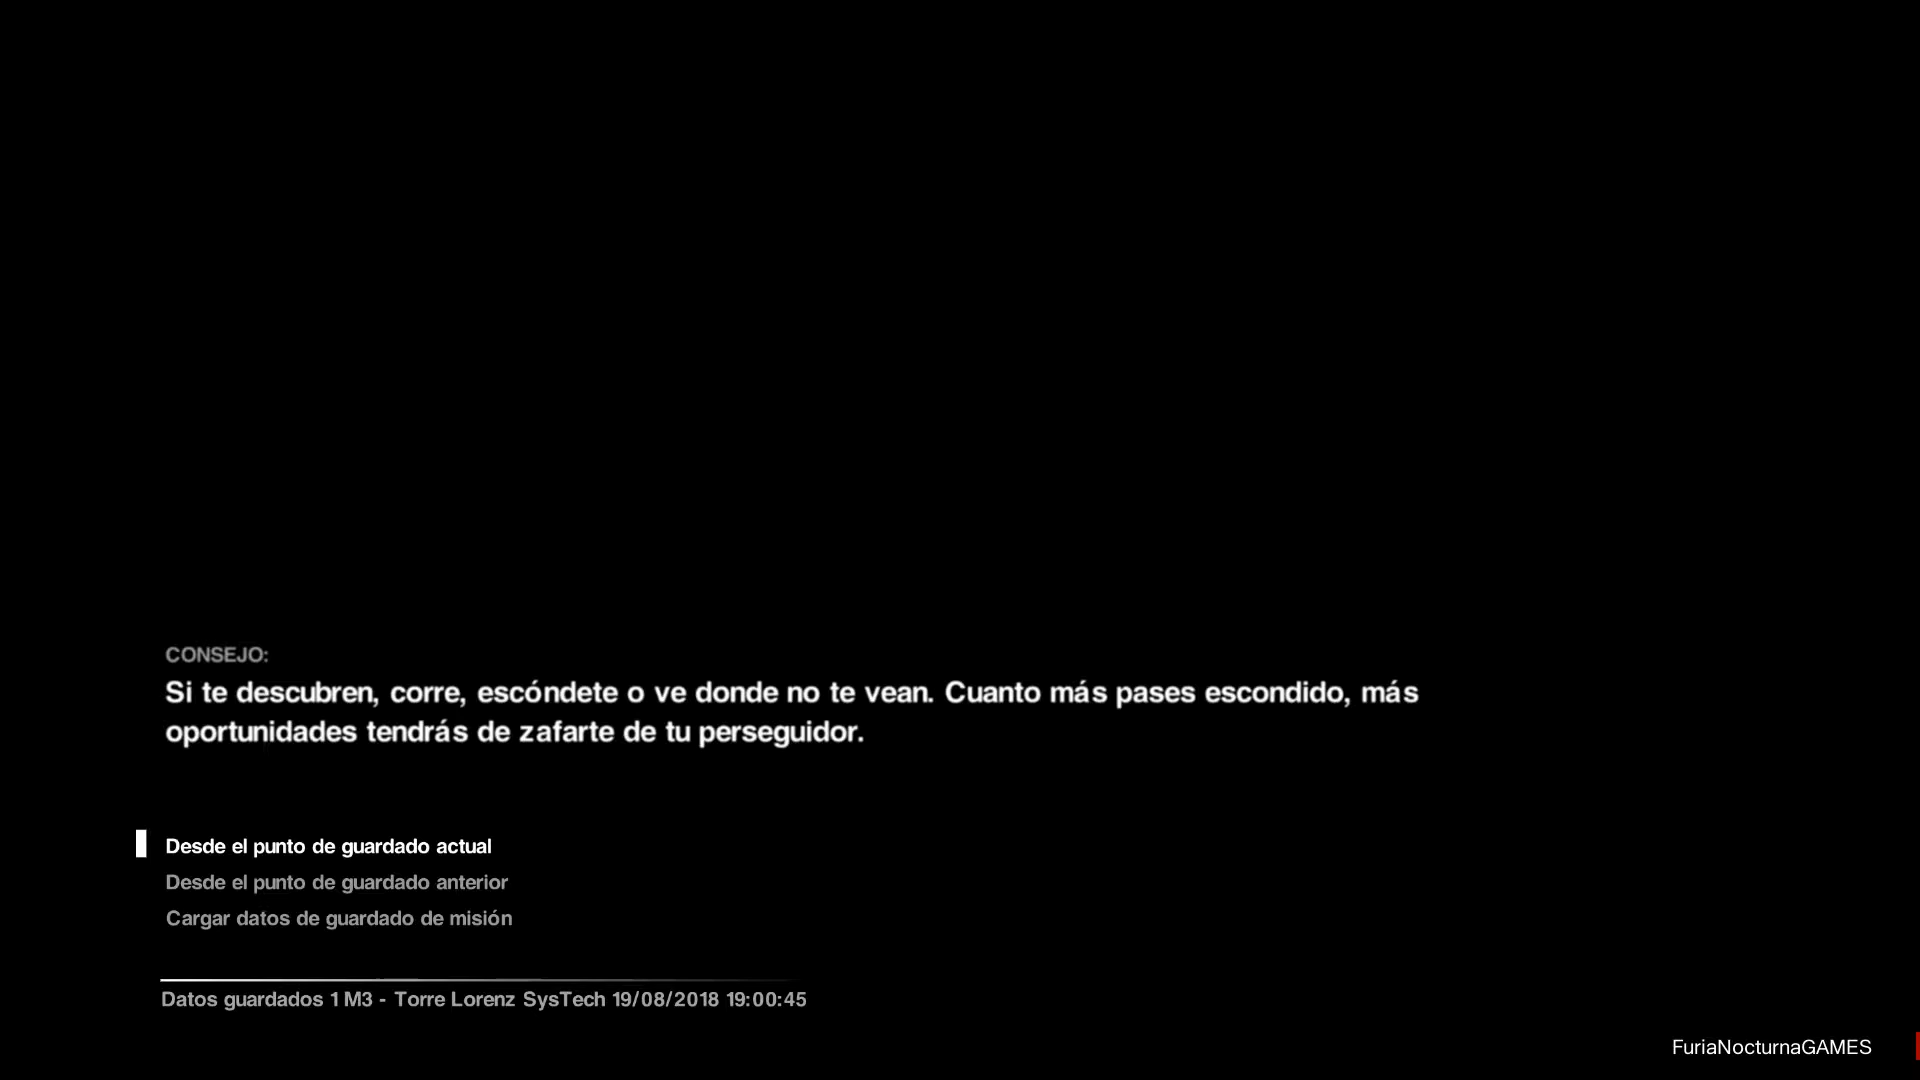 CONSEJO:
Si te descubren, corre, escóndete o ve donde no te vean. Cuanto más pases escondido, más
oportunidades tendrás de zafarte de tu perseguidor.
Desde el punto de guardado actual
Desde el punto de guardado anterior
Cargar datos de guardado de misión
Datos guardados 1 M3 - Torre Lorenz SysTech 19/08/2018 19:00:45
FuriaNocturnaGAMES